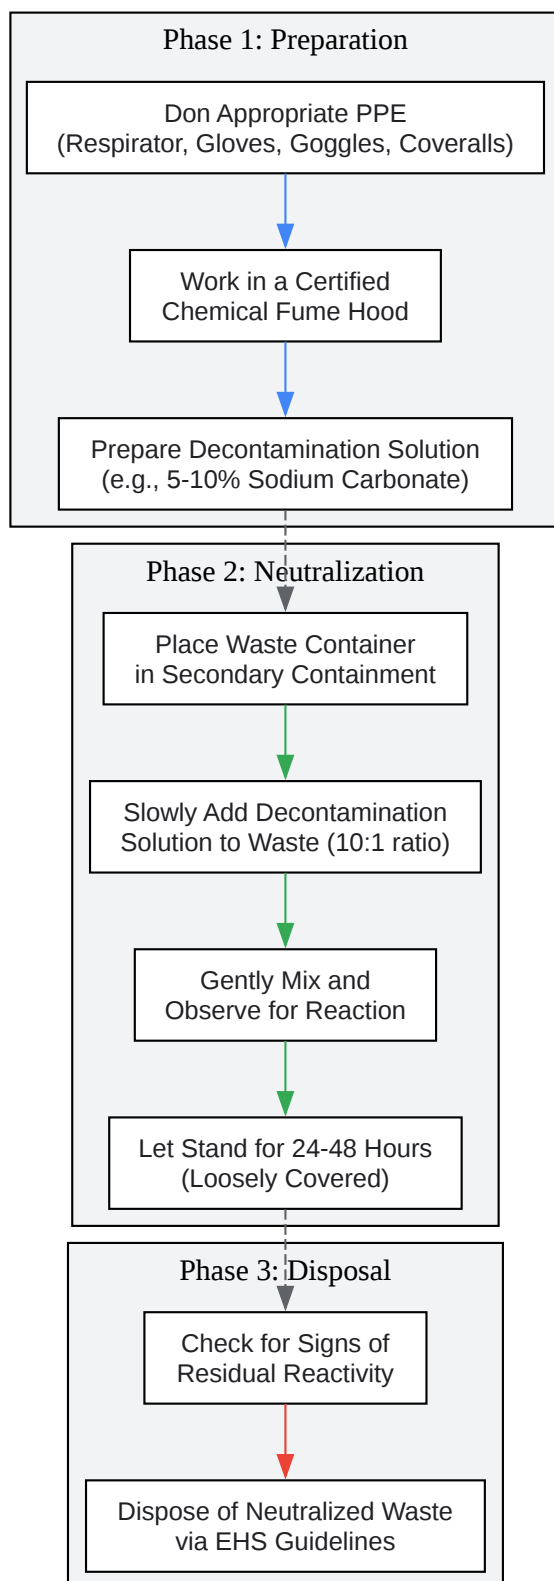 Phase 1: Preparation
Don Appropriate PPE
(Respirator, Gloves, Goggles, Coveralls)
Work in a Certified
Chemical Fume Hood
Prepare Decontamination Solution
(e.g., 5-10% Sodium Carbonate)
Phase 2: Neutralization
Place Waste Container
in Secondary Containment
Slowly Add Decontamination
Solution to Waste (10:1 ratio)
Gently Mix and
Observe for Reaction
Let Stand for 24-48 Hours
(Loosely Covered)
Phase 3: Disposal
Check for Signs of
Residual Reactivity
Dispose of Neutralized Waste
via EHS Guidelines